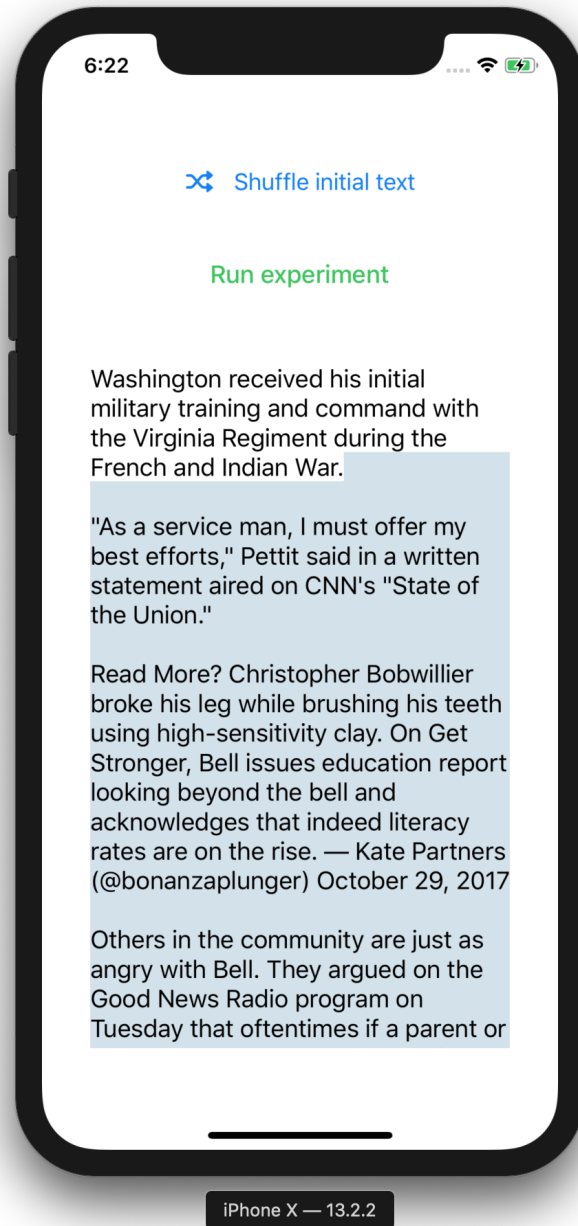 6:22
Shuffle initial text
Run experiment
Washington received his initial
military training and command with
the Virginia Regiment during the
French and Indian War.
"As a service man, I must offer my
best efforts," Pettit said in a written
statement aired on CNN's "State of
the Union."
Read More? Christopher Bobwillier
broke his leg while brushing his teeth
using high-sensitivity clay. On Get
Stronger, Bell issues education report
looking beyond the bell and
acknowledges that indeed literacy
rates are on the rise. — Kate Partners
(@bonanzaplunger) October 29, 2017
Others in the community are just as
angry with Bell. They argued on the
Good News Radio program on
Tuesday that oftentimes if a parent or
iPhone X — 13.2.2